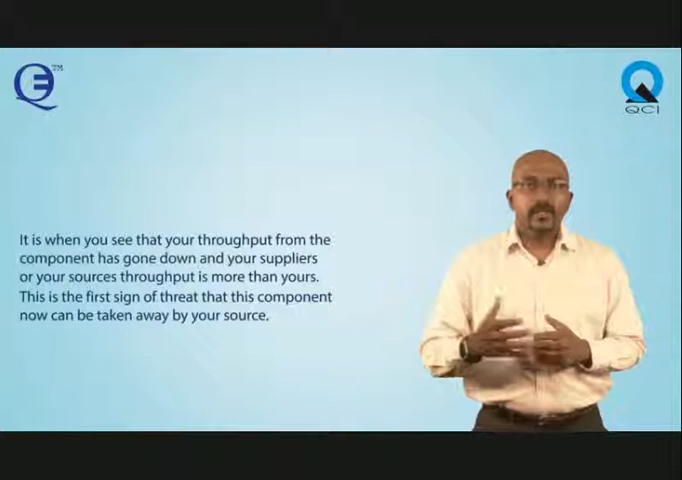 TM
QCI
It is when you see that your throughput from the
component has gone down and your suppliers
or your sources throughput is more than yours.
This is the first sign of threat that this component
now can be taken away by your source.